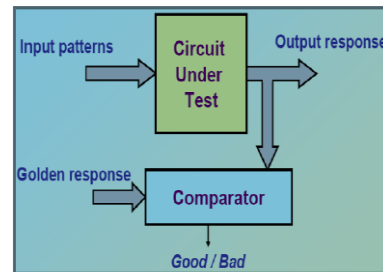 Input patterns
Circuit
Under
Test
Output response
Golden response
Comparator
Good / Bad